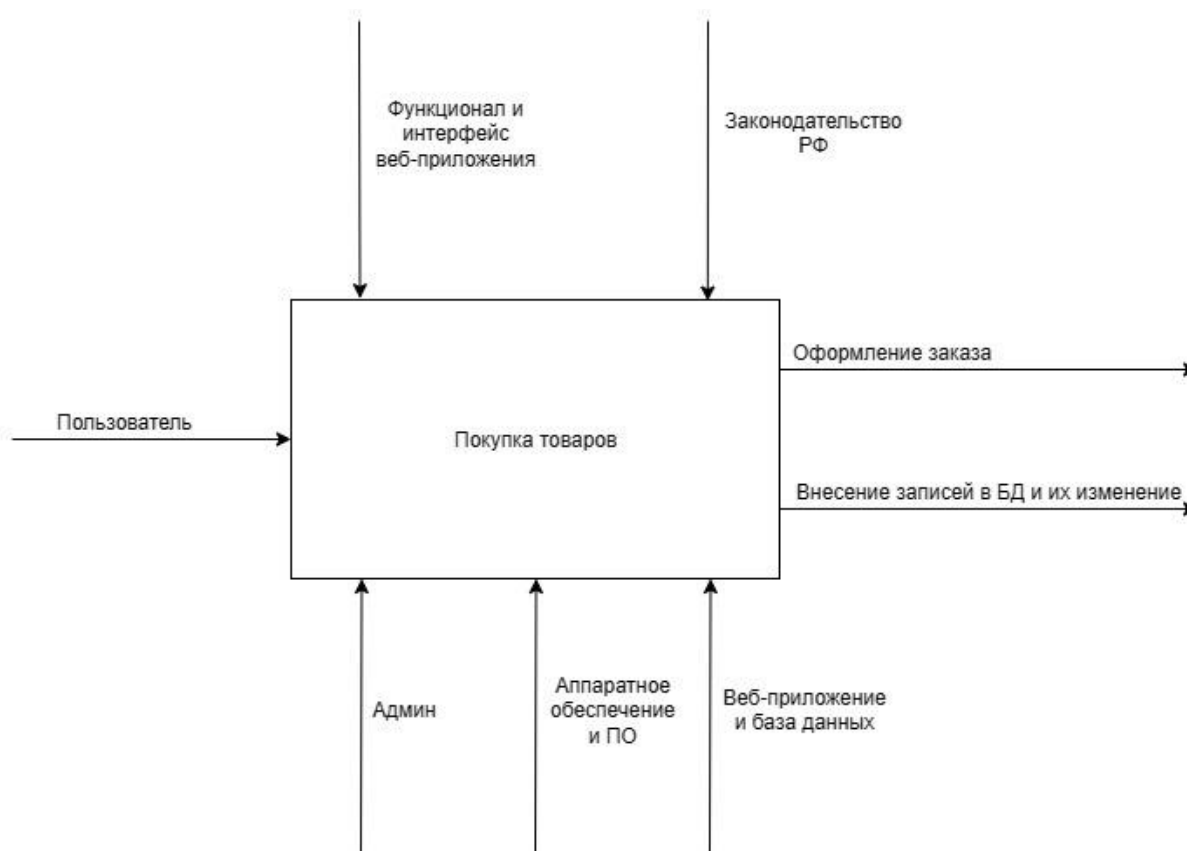 Функционал и
интерфейс
веб-приложения
Законодательство
РФ
Оформление заказа
Пользователь
Покупка товаров
Внесение записей в БД и их изменение
Админ
Аппаратное
обеспечение
и ПО
Веб-приложение
и база данных